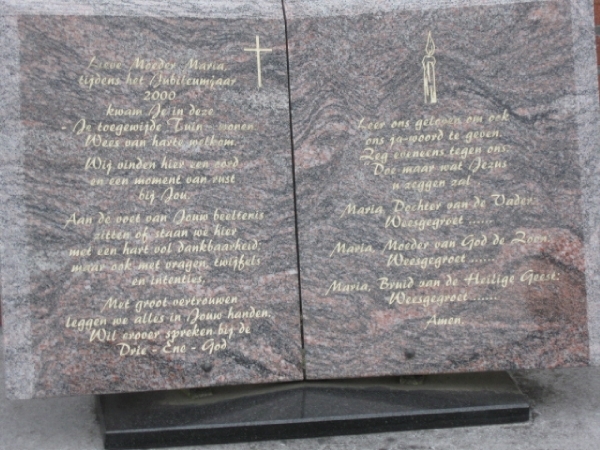 Lieve Moeder Maria,
tijdens het Jubileumjaar
2000
kwam Je in deze
- Je toegewijde Tuin - wonen.
Wees van harte welkom.
Wij vinden hier een oord
en een moment van rust
bij Jou.
Aan de voet van Jouw beeltenis
zitten of staan we hier
met een hart vol dankbaarheid;
maar ook met vragen, twijfels
en intenties.
Met groot vertrouwen
leggen we alles in Jouw handen.
Wil erover spreken bij de
Drie - Ene - God.
Leer ons geloven om ook
ons ja-woord te geven.
Zeg eveneens tegen ons:
"Doe maar wat Jezus
u zeggen zal."
Maria, Dochter van de Vader:
Weesgegroet ......
Maria, Moeder van God de Zoon:
Weesgegroet ......
Maria, Bruid van de Heilige Geest:
Weesgegroet .......
Amen.